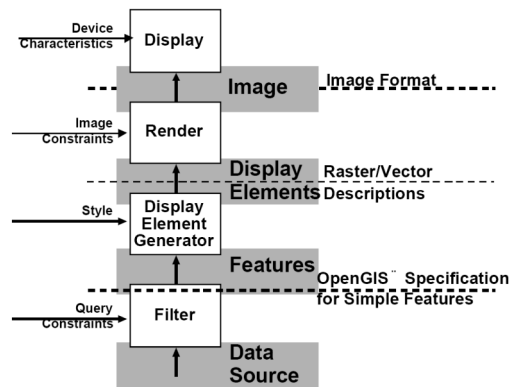 Device
Characteristics
Display
Image
Image Format
Image
Constraints
Render
Display
Elements
Raster/Vector
Descriptions
Style
Display
Element
Generator
Features
OpenGIS¨ Specification
for Simple Features
Query
Constraints
Filter
Data
Source